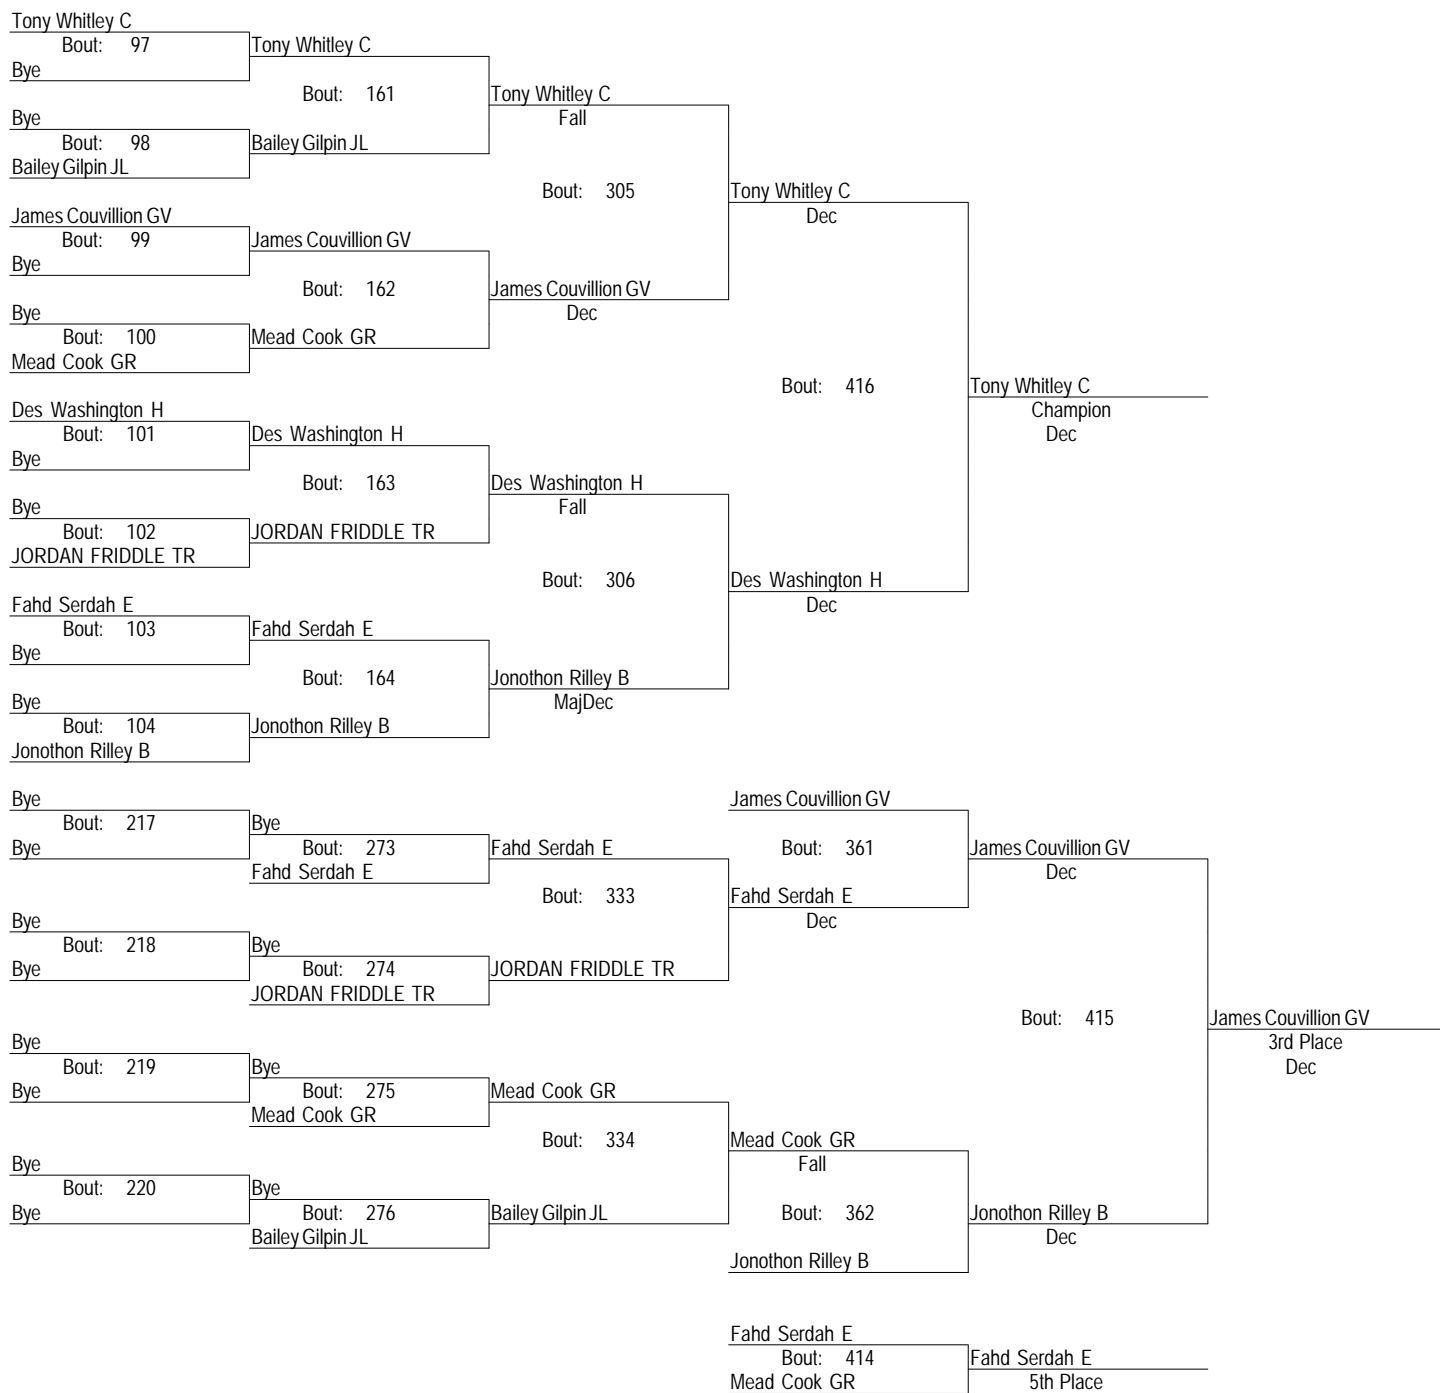 Tony Whitley C
Bout: 97
Tony Whitley C
Bye
Bout: 161
Tony Whitley C
Fall
Bye
Bout: 98
Bailey Gilpin JL
Bailey Gilpin JL
Bout: 305
Tony Whitley C
Dec
James Couvillion GV
Bout: 99
James Couvillion GV
Bye
Bout: 162
James Couvillion GV
Dec
Bye
Bout: 100
Mead Cook GR
Mead Cook GR
Bout: 416
Tony Whitley C
Champion
Dec
Des Washington H
Bout: 101
Des Washington H
Bye
Bout: 163
Des Washington H
Fall
Bye
Bout: 102
JORDAN FRIDDLE TR
JORDAN FRIDDLE TR
Bout: 306
Des Washington H
Dec
Fahd Serdah E
Bout: 103
Fahd Serdah E
Bye
Bout: 164
Jonothon Rilley B
MajDec
Bye
Bout: 104
Jonothon Rilley B
Jonothon Rilley B
Bye
James Couvillion GV
Bout: 217
Bye
Bye
Bout: 273
Fahd Serdah E
Bout: 361
James Couvillion GV
Dec
Fahd Serdah E
Bout: 333
Fahd Serdah E
Dec
Bye
Bout: 218
Bye
Bye
Bout: 274
JORDAN FRIDDLE TR
JORDAN FRIDDLE TR
Bout: 415
James Couvillion GV
3rd Place
Dec
Bye
Bout: 219
Bye
Bye
Bout: 275
Mead Cook GR
Mead Cook GR
Bout: 334
Mead Cook GR
Fall
Bye
Bout: 220
Bye
Bye
Bout: 276
Bailey Gilpin JL
Bout: 362
Jonothon Rilley B
Dec
Bailey Gilpin JL
Jonothon Rilley B
Fahd Serdah E
Bout: 414
Fahd Serdah E
Mead Cook GR
5th Place